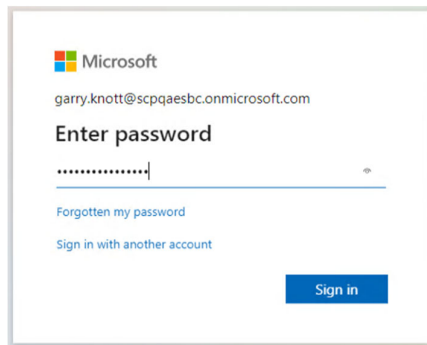 Microsoft
garry.knott@scpqaesbc.onmicrosoft.com
Enter password
••••••••••••••••
Forgotten my password
Sign in with another account
Sign in